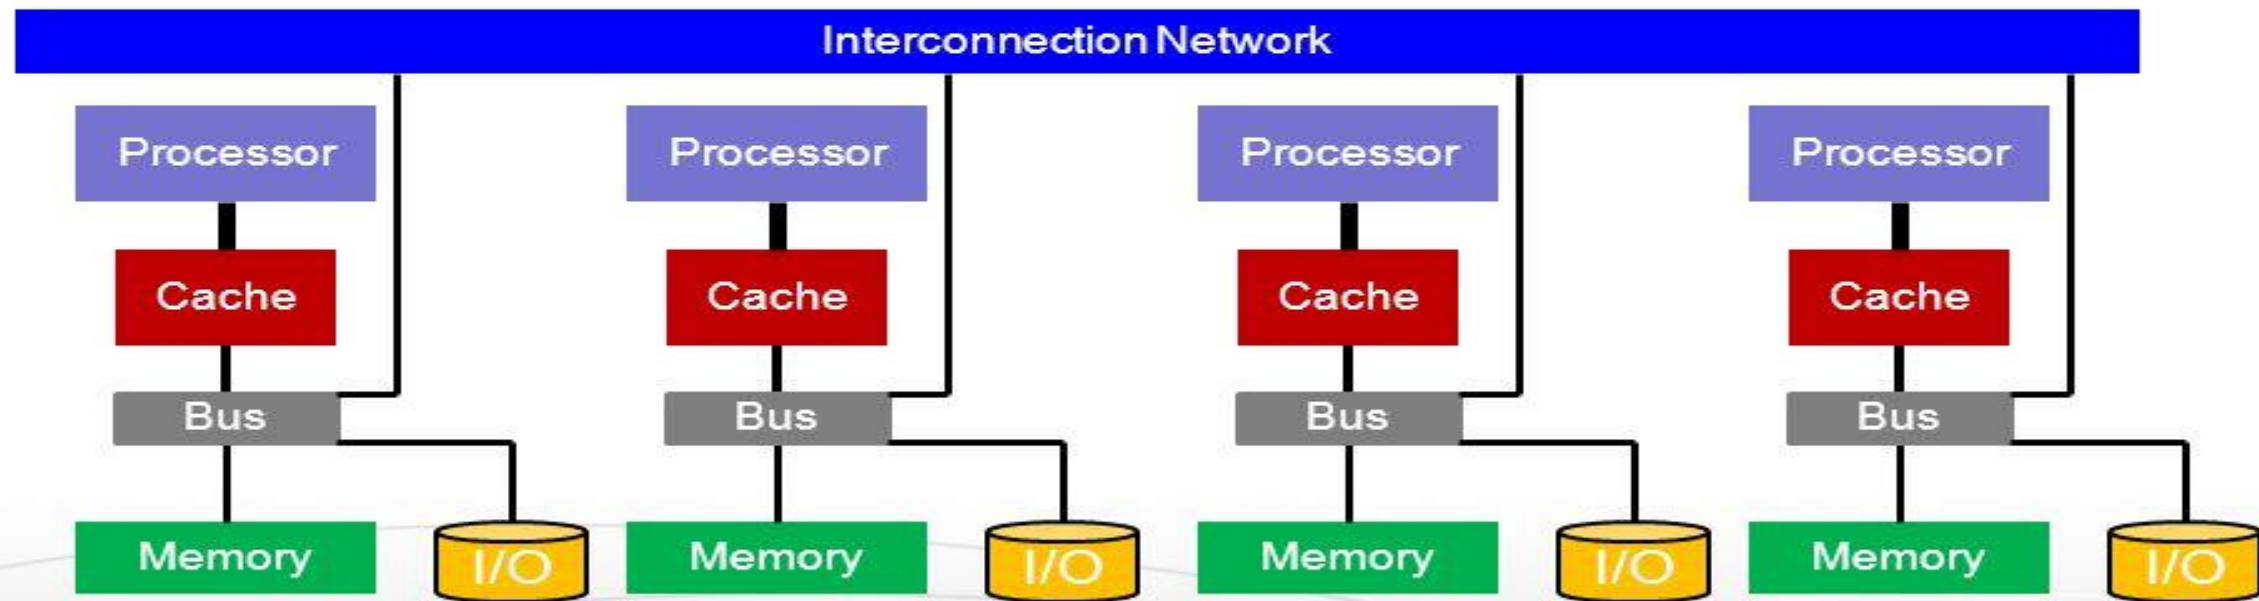 Interconnection Network
Processor
Processor
Processor
Processor
Cache
Cache
Cache
Cache
Bus
Bus
Bus
Bus
Memory
I/O
Memory
I/O
Memory
I/O
Memory
I/O